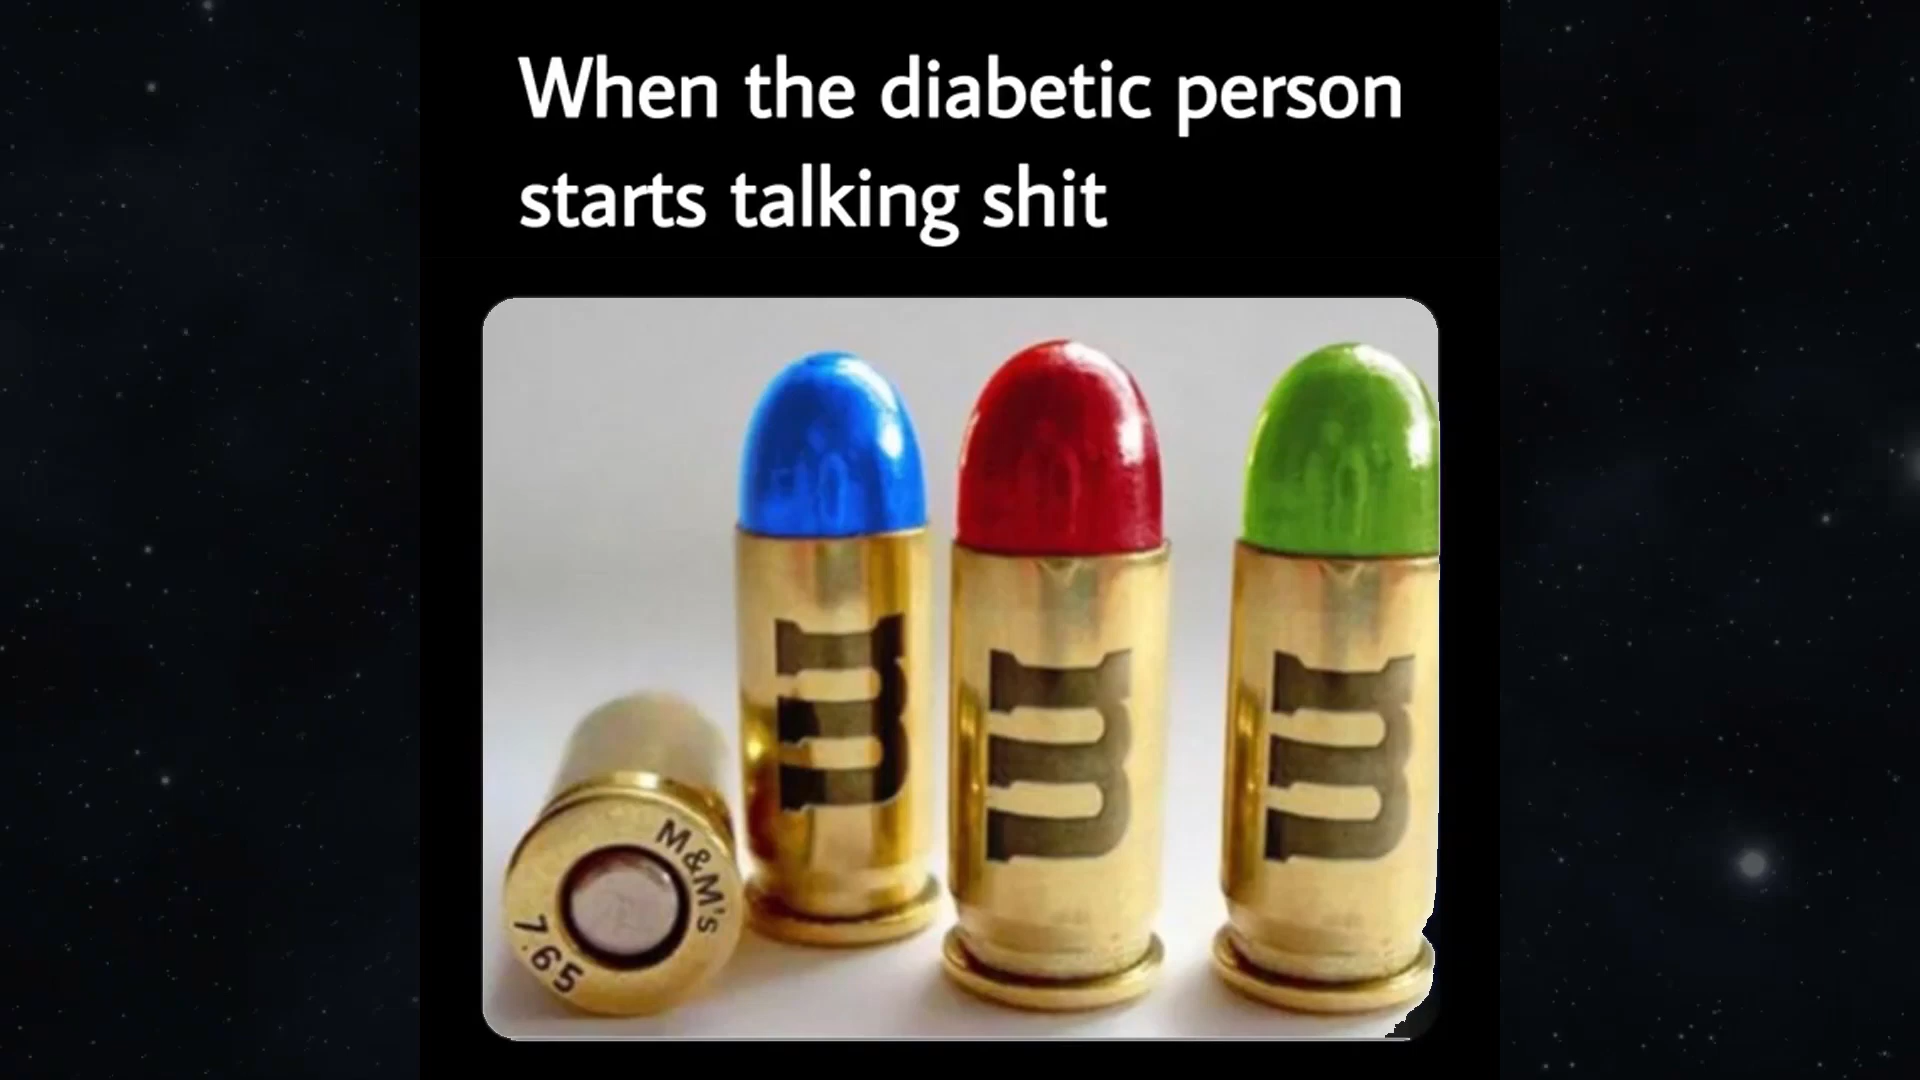 When the diabetic person
starts talking shit
m
m
m
M&M's
7.65